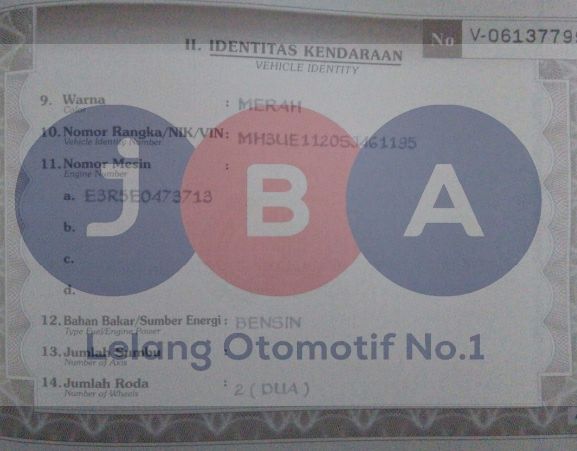 No V-0613779
II. IDENTITAS KENDARAAN
VEHICLE IDENTITY
9. Warna : MERAH
Color
10. Nomor Rangka/NIK/VIN : MH3UE1120SJ461195
Vehicle Identity Number
11. Nomor Mesin :
Engine Number
a. E3R5E0473713
b.
c.
d.
J B A
12. Bahan Bakar/Sumber Energi : BENSIN
Type Fuel/Engine Power
Lelang Otomotif No.1
13. Jumlah Sumbu :
Number of Axis
14. Jumlah Roda : 2 ( DUA )
Number of Wheels